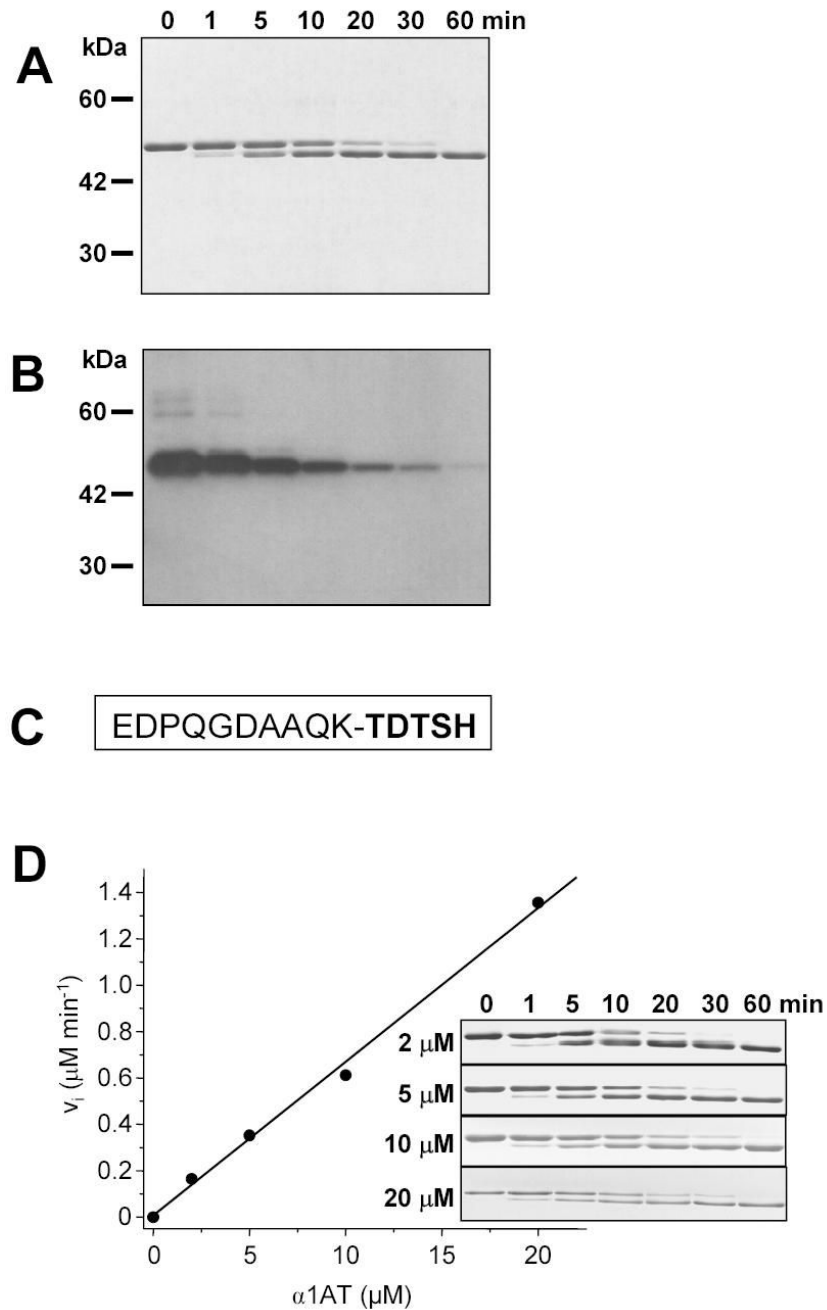 0 1 5 10 20 30 60 min
kDa
A
60
42
30
kDa
B
60
42
30
C
EDPQGDAAQK-TDTSH
D
1.4
1.2
1.0
0.8
0.6
0.4
0.2
0
vi (μM min-1)
0 5 10 15 20
α1AT (μM)
0 1 5 10 20 30 60 min
2 μM
5 μM
10 μM
20 μM